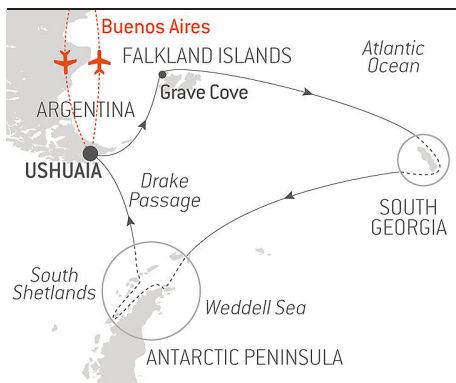 Buenos Aires
FALKLAND ISLANDS
Atlantic
Ocean
Grave Cove
ARGENTINA
USHUAIA
Drake
Passage
SOUTH
GEORGIA
South
Shetlands
Weddell Sea
ANTARCTIC PENINSULA